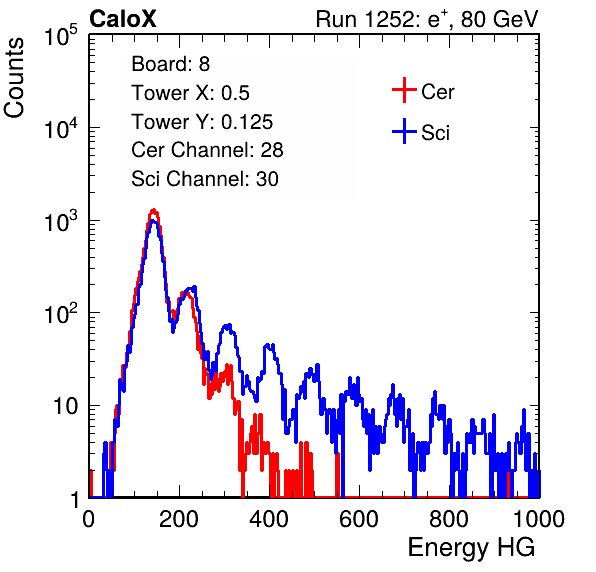 CaloX Run 1252: e⁺, 80 GeV
Counts
Board: 8
Tower X: 0.5
Tower Y: 0.125
Cer Channel: 28
Sci Channel: 30
Cer
Sci
10⁵
10⁴
10³
10²
10
1
0 200 400 600 800 1000
Energy HG